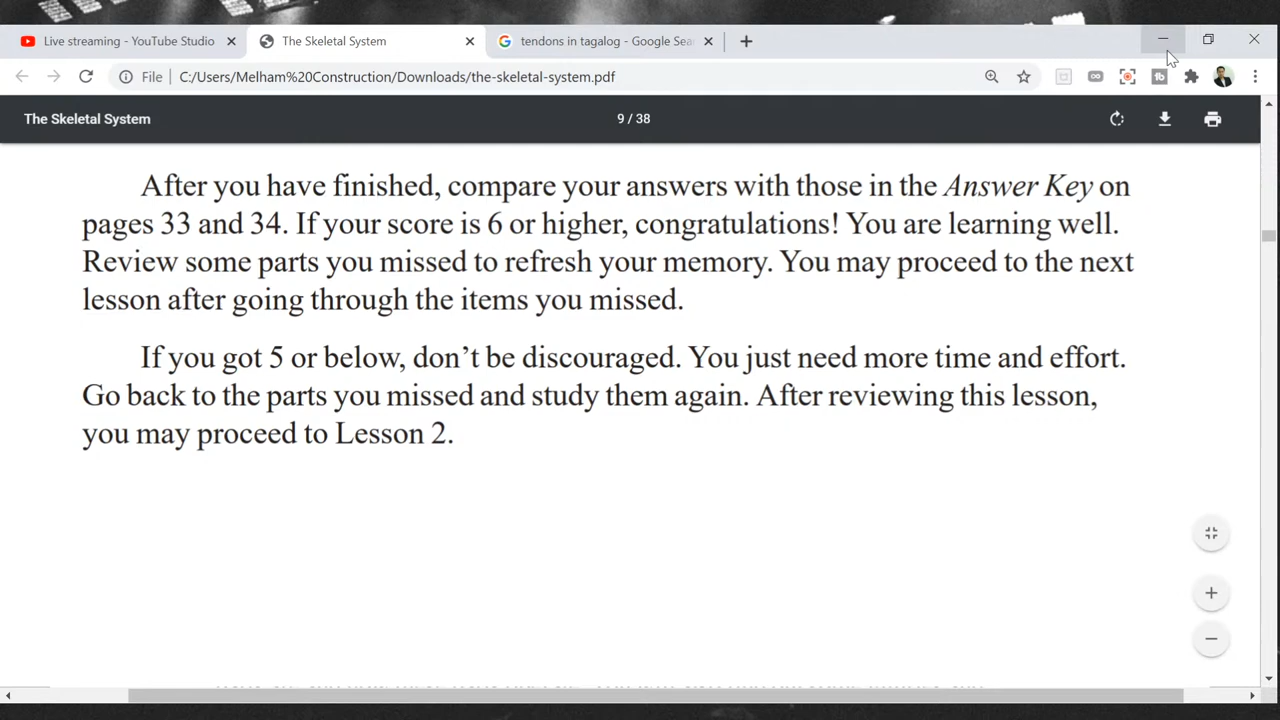 Live streaming - YouTube Studio
The Skeletal System
tendons in tagalog - Google Sea
File
C:/Users/Melham%20Construction/Downloads/the-skeletal-system.pdf
The Skeletal System
9 / 38
After you have finished, compare your answers with those in the Answer Key on
pages 33 and 34. If your score is 6 or higher, congratulations! You are learning well.
Review some parts you missed to refresh your memory. You may proceed to the next
lesson after going through the items you missed.
If you got 5 or below, don’t be discouraged. You just need more time and effort.
Go back to the parts you missed and study them again. After reviewing this lesson,
you may proceed to Lesson 2.